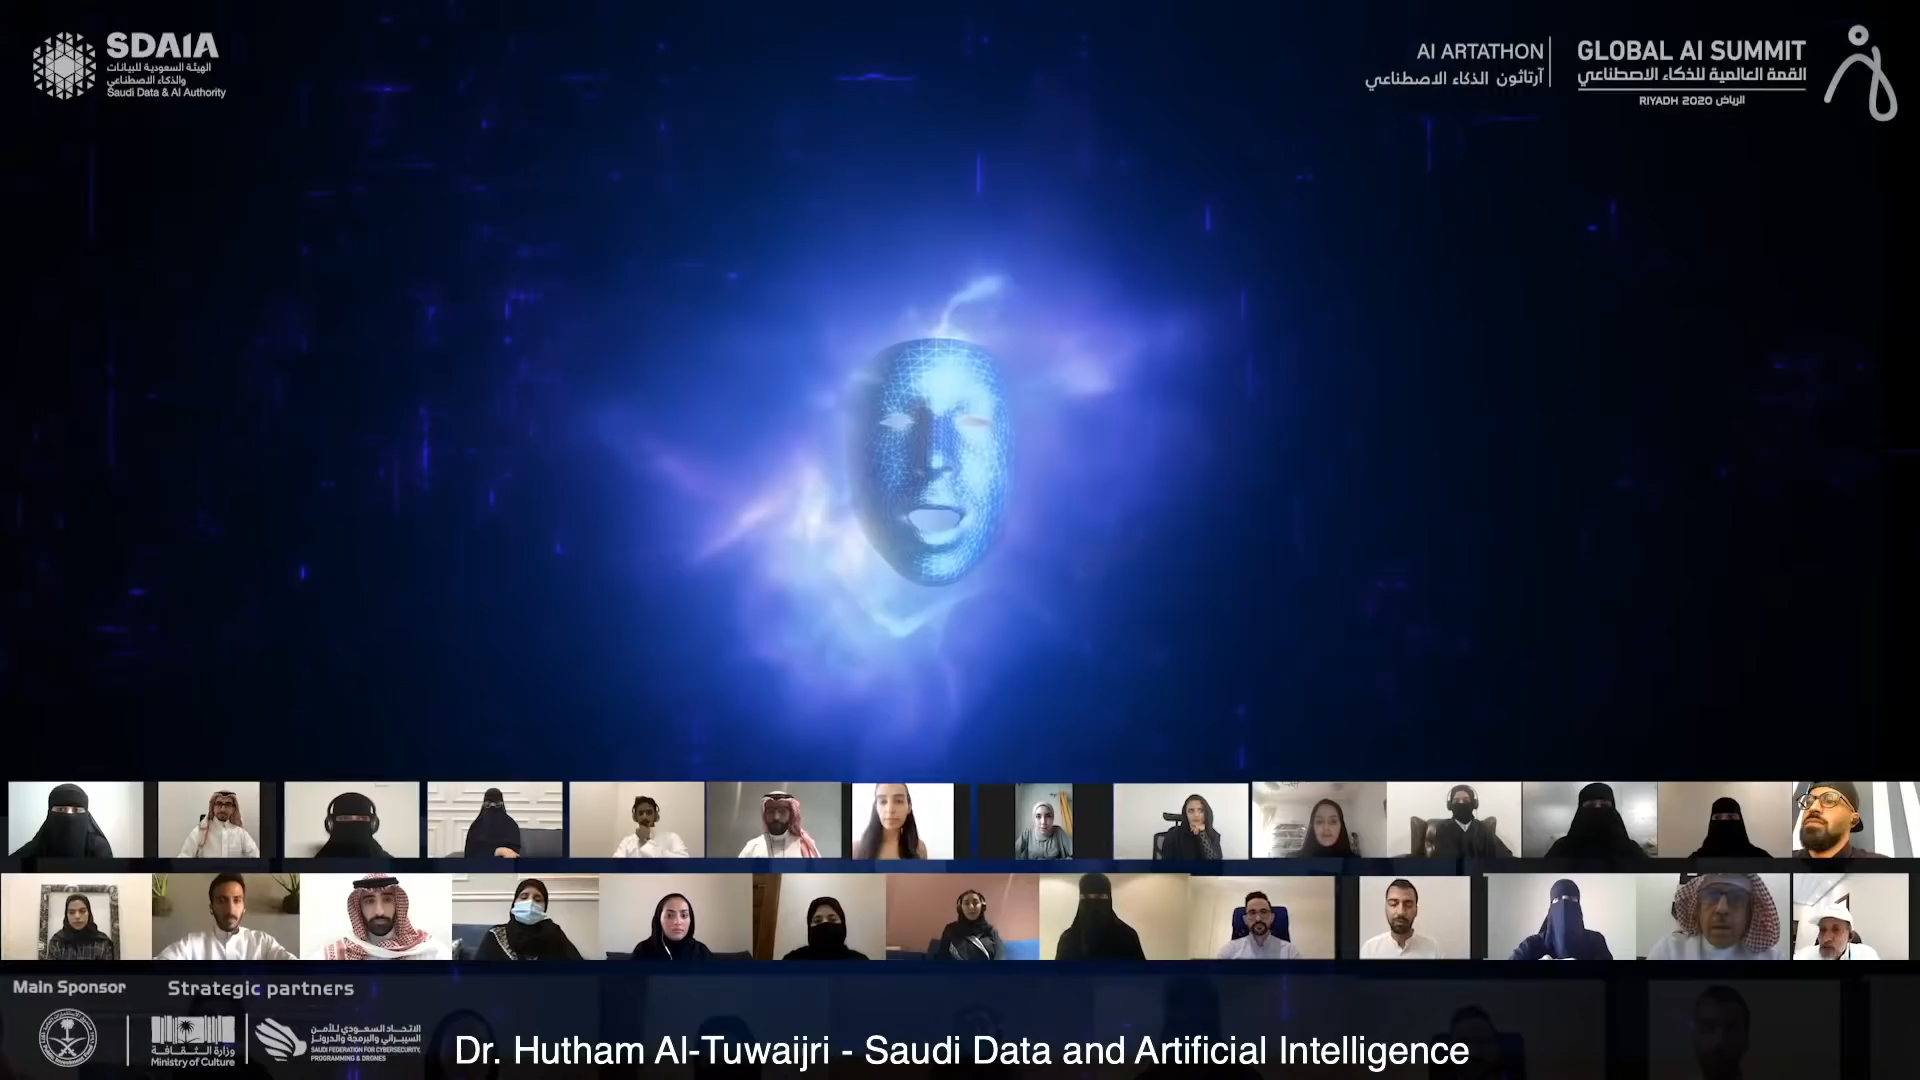 SDAIA
الهيئة السعودية للبيانات
والذكاء الاصطناعي
Saudi Data & AI Authority
AI ARTATHON
آرتاثون الذكاء الاصطناعي
GLOBAL AI SUMMIT
القمة العالمية للذكاء الاصطناعي
RIYADH 2020 الرياض
Main Sponsor
Strategic partners
وزارة الثقافة
Ministry of Culture
الاتحاد السعودي للأمن
السيبراني والبرمجة والدرونز
SAUDI FEDERATION FOR CYBERSECURITY,
PROGRAMMING & DRONES
Dr. Hutham Al-Tuwaijri - Saudi Data and Artificial Intelligence